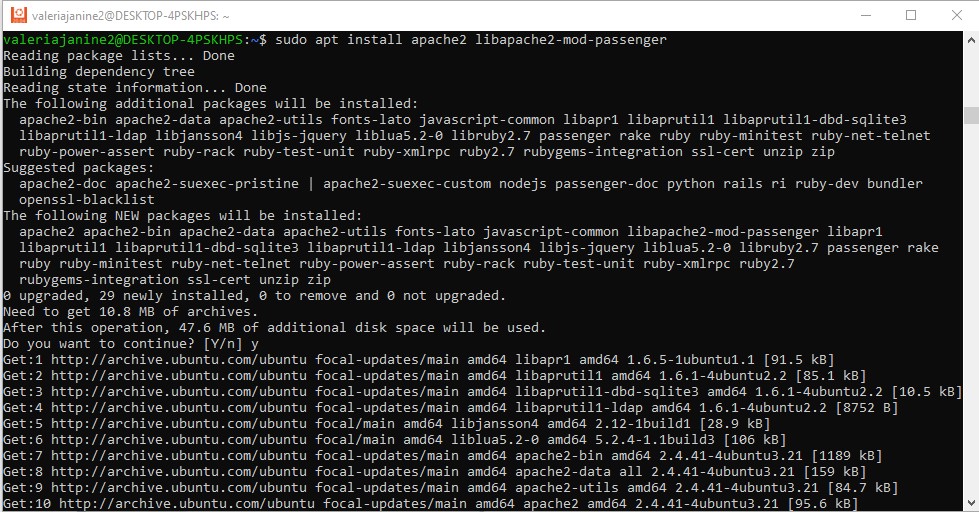 valeriajanine2@DESKTOP-4PSKHPS: ~
valeriajanine2@DESKTOP-4PSKHPS:~$ sudo apt install apache2 libapache2-mod-passenger
Reading package lists... Done
Building dependency tree
Reading state information... Done
The following additional packages will be installed:
  apache2-bin apache2-data apache2-utils fonts-lato javascript-common libapr1 libaprutil1 libaprutil1-dbd-sqlite3
  libaprutil1-ldap libjansson4 libjs-jquery liblua5.2-0 libruby2.7 passenger rake ruby ruby-minitest ruby-net-telnet
  ruby-power-assert ruby-rack ruby-test-unit ruby-xmlrpc ruby2.7 rubygems-integration ssl-cert unzip zip
Suggested packages:
  apache2-doc apache2-suexec-pristine | apache2-suexec-custom nodejs passenger-doc python rails ri ruby-dev bundler
  openssl-blacklist
The following NEW packages will be installed:
  apache2 apache2-bin apache2-data apache2-utils fonts-lato javascript-common libapache2-mod-passenger libapr1
  libaprutil1 libaprutil1-dbd-sqlite3 libaprutil1-ldap libjansson4 libjs-jquery liblua5.2-0 libruby2.7 passenger rake
  ruby ruby-minitest ruby-net-telnet ruby-power-assert ruby-rack ruby-test-unit ruby-xmlrpc ruby2.7
  rubygems-integration ssl-cert unzip zip
0 upgraded, 29 newly installed, 0 to remove and 0 not upgraded.
Need to get 10.8 MB of archives.
After this operation, 47.6 MB of additional disk space will be used.
Do you want to continue? [Y/n] y
Get:1 http://archive.ubuntu.com/ubuntu focal-updates/main amd64 libapr1 amd64 1.6.5-1ubuntu1.1 [91.5 kB]
Get:2 http://archive.ubuntu.com/ubuntu focal-updates/main amd64 libaprutil1 amd64 1.6.1-4ubuntu2.2 [85.1 kB]
Get:3 http://archive.ubuntu.com/ubuntu focal-updates/main amd64 libaprutil1-dbd-sqlite3 amd64 1.6.1-4ubuntu2.2 [10.5 kB]
Get:4 http://archive.ubuntu.com/ubuntu focal-updates/main amd64 libaprutil1-ldap amd64 1.6.1-4ubuntu2.2 [8752 B]
Get:5 http://archive.ubuntu.com/ubuntu focal/main amd64 libjansson4 amd64 2.12-1build1 [28.9 kB]
Get:6 http://archive.ubuntu.com/ubuntu focal/main amd64 liblua5.2-0 amd64 5.2.4-1.1build3 [106 kB]
Get:7 http://archive.ubuntu.com/ubuntu focal-updates/main amd64 apache2-bin amd64 2.4.41-4ubuntu3.21 [1189 kB]
Get:8 http://archive.ubuntu.com/ubuntu focal-updates/main amd64 apache2-data all 2.4.41-4ubuntu3.21 [159 kB]
Get:9 http://archive.ubuntu.com/ubuntu focal-updates/main amd64 apache2-utils amd64 2.4.41-4ubuntu3.21 [84.7 kB]
Get:10 http://archive.ubuntu.com/ubuntu focal-updates/main amd64 apache2 amd64 2.4.41-4ubuntu3.21 [95.6 kB]